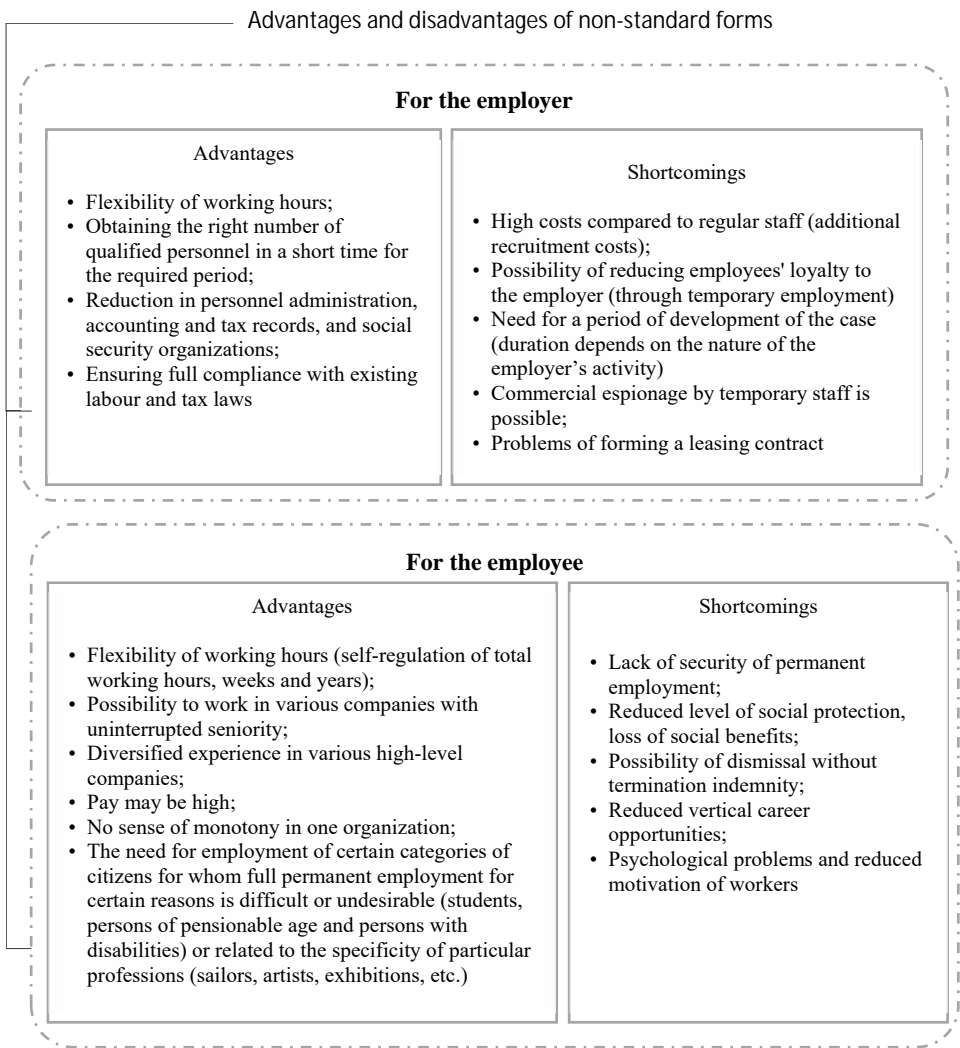 Advantages and disadvantages of non-standard forms
For the employer
Advantages
• Flexibility of working hours;
• Obtaining the right number of
qualified personnel in a short time for
the required period;
• Reduction in personnel administration,
accounting and tax records, and social
security organizations;
• Ensuring full compliance with existing
labour and tax laws
Shortcomings
• High costs compared to regular staff (additional
recruitment costs);
• Possibility of reducing employees' loyalty to
the employer (through temporary employment)
• Need for a period of development of the case
(duration depends on the nature of the
employer’s activity)
• Commercial espionage by temporary staff is
possible;
• Problems of forming a leasing contract
For the employee
Advantages
• Flexibility of working hours (self-regulation of total
working hours, weeks and years);
• Possibility to work in various companies with
uninterrupted seniority;
• Diversified experience in various high-level
companies;
• Pay may be high;
• No sense of monotony in one organization;
• The need for employment of certain categories of
citizens for whom full permanent employment for
certain reasons is difficult or undesirable (students,
persons of pensionable age and persons with
disabilities) or related to the specificity of particular
professions (sailors, artists, exhibitions, etc.)
Shortcomings
• Lack of security of permanent
employment;
• Reduced level of social protection,
loss of social benefits;
• Possibility of dismissal without
termination indemnity;
• Reduced vertical career
opportunities;
• Psychological problems and reduced
motivation of workers